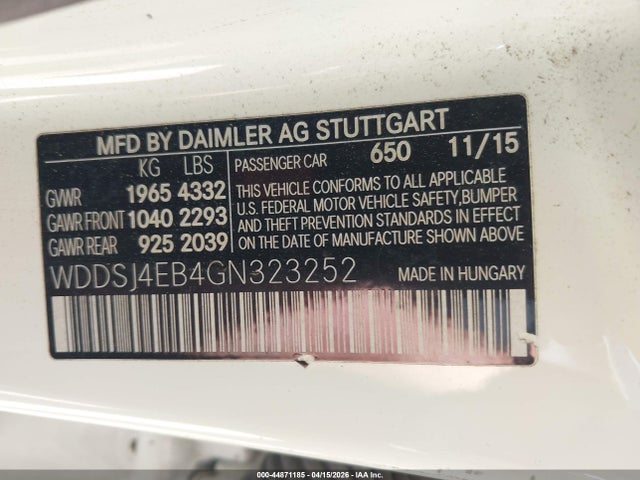 MFD BY DAIMLER AG STUTTGART
KG LBS
GVWR 1965 4332
GAWR FRONT 1040 2293
GAWR REAR 925 2039
PASSENGER CAR 650 11/15
THIS VEHICLE CONFORMS TO ALL APPLICABLE
U.S. FEDERAL MOTOR VEHICLE SAFETY,BUMPER
AND THEFT PREVENTION STANDARDS IN EFFECT
ON THE DATE OF MANUFACTURE SHOWN ABOVE
WDDSJ4EB4GN323252
MADE IN HUNGARY
000-44871185 - 04/15/2026 - IAA Inc.